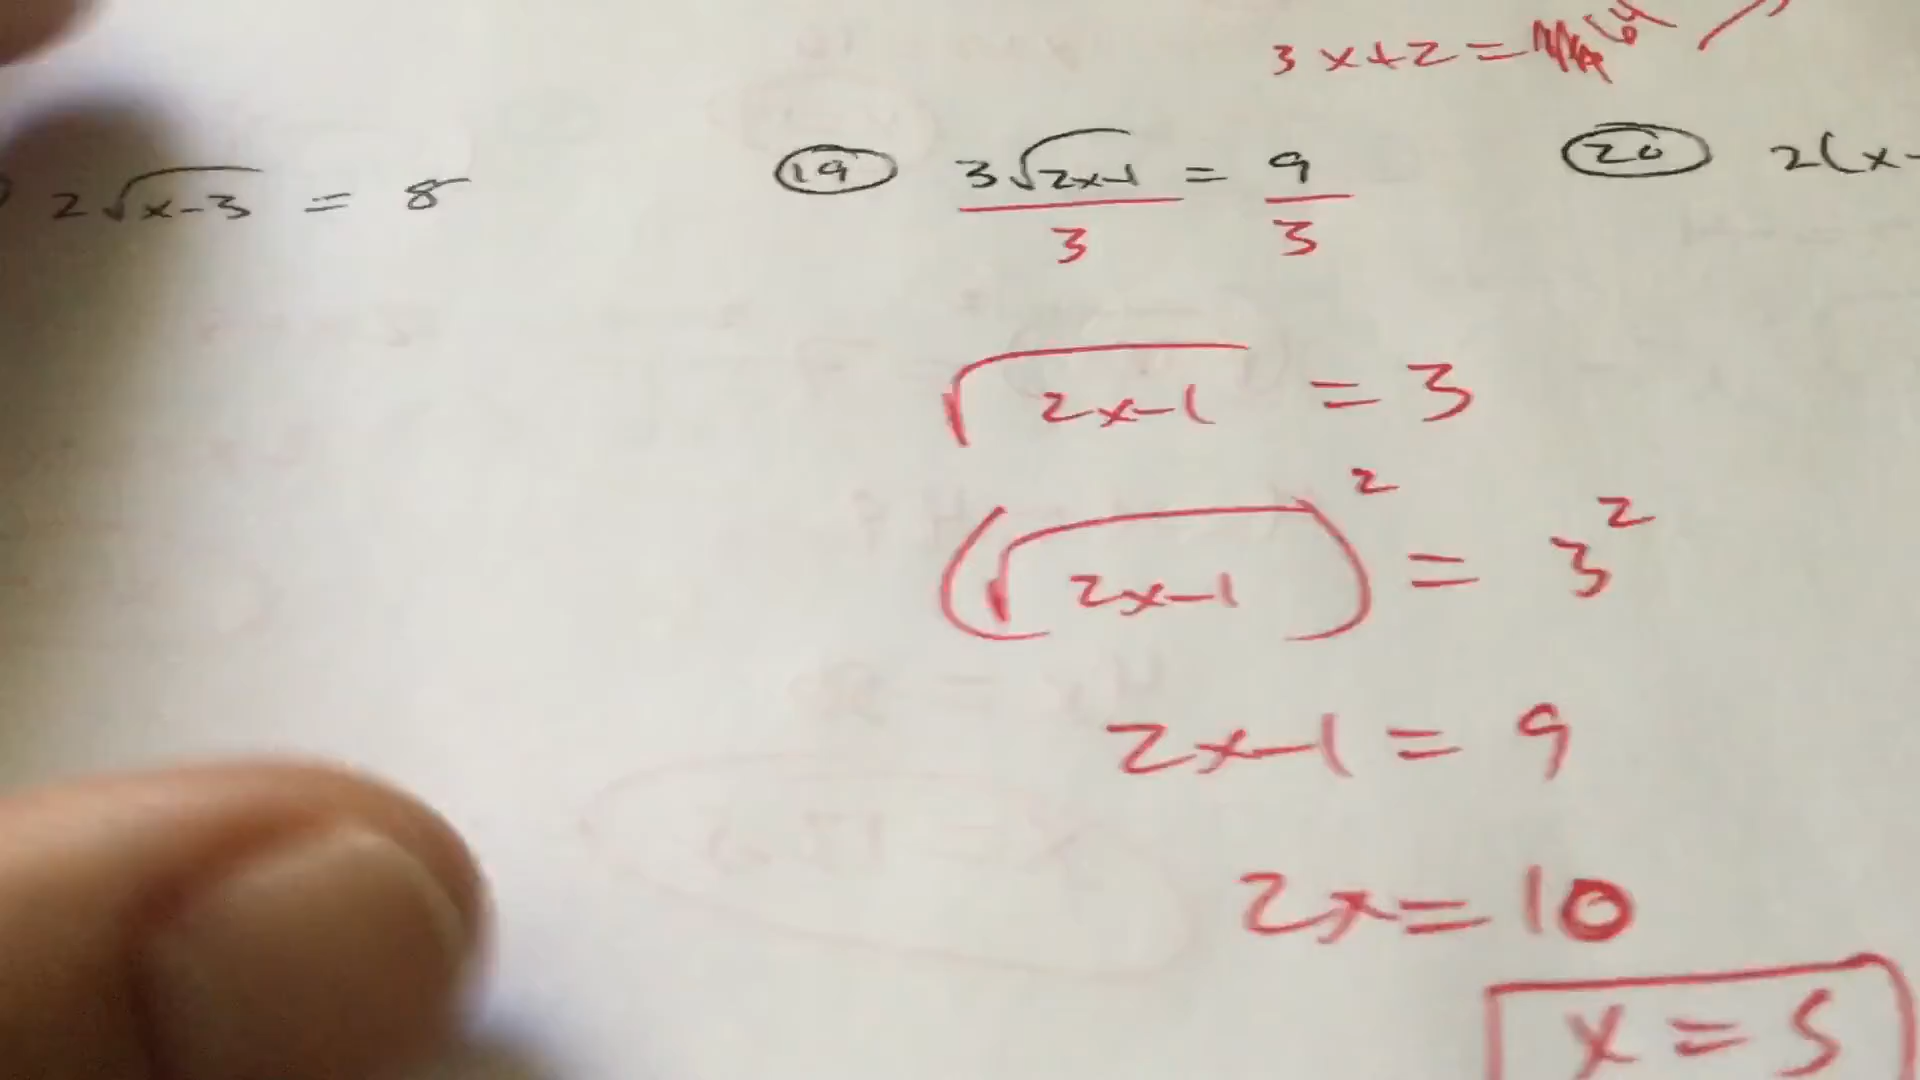 3x+2 = 64
2√(x-3) = 8
19 3√(2x-1) / 3 = 9 / 3
20 2(x-
√(2x-1) = 3
(√(2x-1))² = 3²
2x-1 = 9
2x = 10
x = 5